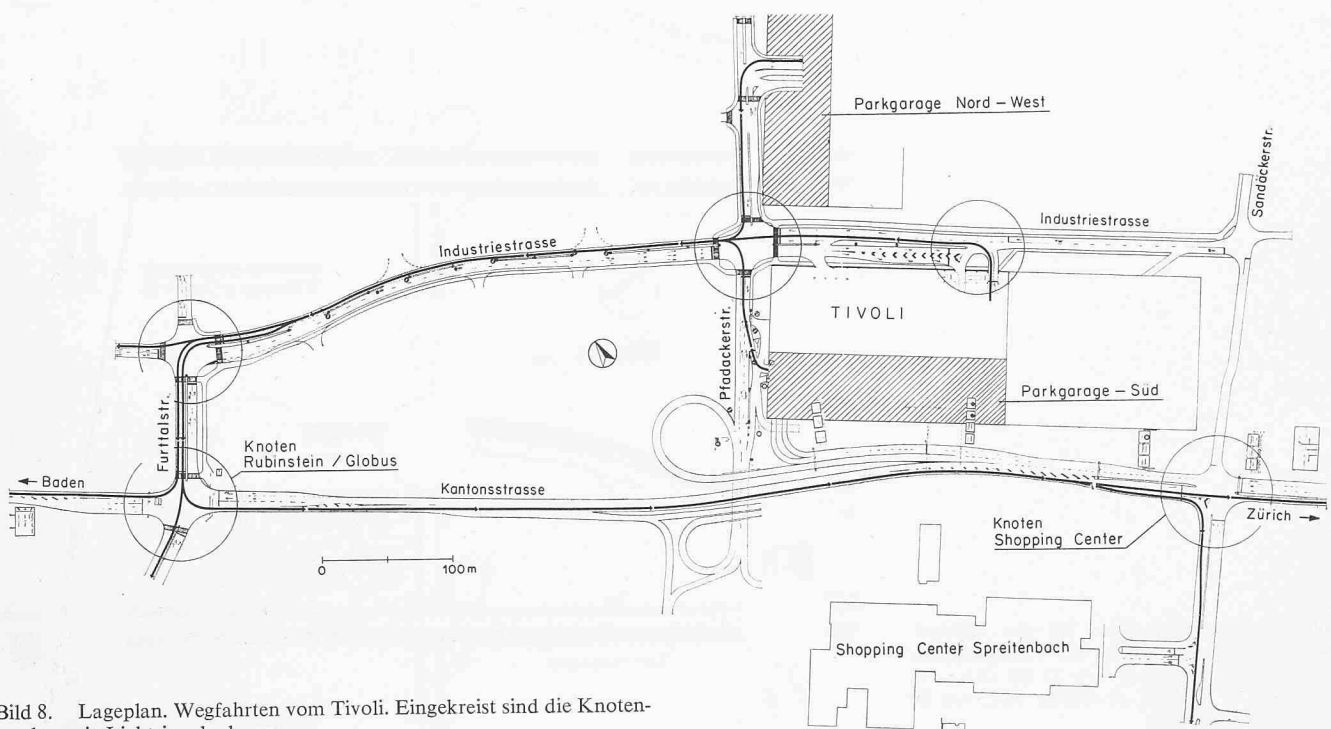 Parkgarage Nord-West
Sandäckerstr.
Industriestrasse
Industriestrasse
TIVOLI
Pfadackerstr.
Parkgarage-Süd
Furttalstr.
Knoten
Rubinstein / Globus
← Baden
Kantonsstrasse
Knoten
Shopping Center
Zürich →
0 100m
Shopping Center Spreitenbach
Bild 8. Lageplan. Wegfahrten vom Tivoli. Eingekreist sind die Knoten-